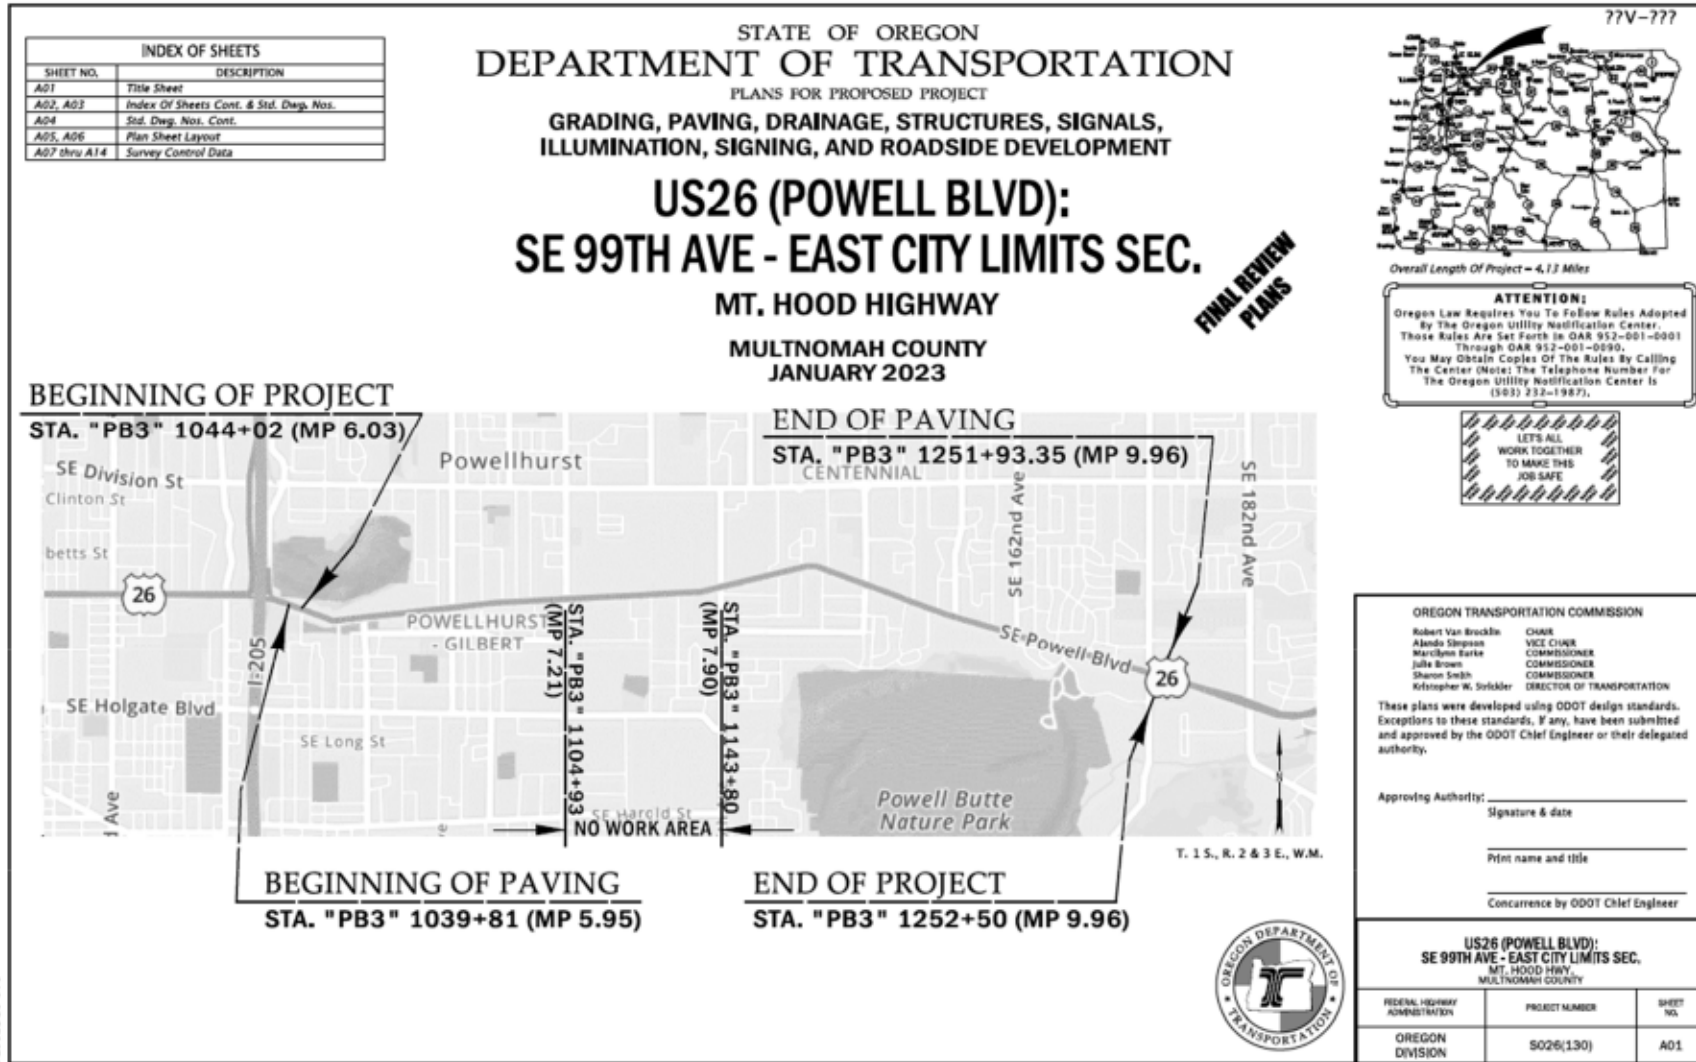 ??V-???
INDEX OF SHEETS
SHEET NO. DESCRIPTION
A01 Title Sheet
A02, A03 Index Of Sheets Cont. & Std. Dwg. Nos.
A04 Std. Dwg. Nos. Cont.
A05, A06 Plan Sheet Layout
A07 thru A14 Survey Control Data
STATE OF OREGON
DEPARTMENT OF TRANSPORTATION
PLANS FOR PROPOSED PROJECT
GRADING, PAVING, DRAINAGE, STRUCTURES, SIGNALS,
ILLUMINATION, SIGNING, AND ROADSIDE DEVELOPMENT
US26 (POWELL BLVD):
SE 99TH AVE - EAST CITY LIMITS SEC.
MT. HOOD HIGHWAY
MULTNOMAH COUNTY
JANUARY 2023
FINAL REVIEW
PLANS
Overall Length Of Project - 4.13 Miles
ATTENTION:
Oregon Law Requires You To Follow Rules Adopted
By The Oregon Utility Notification Center.
Those Rules Are Set Forth In OAR 952-001-0001
Through OAR 952-001-0090.
You May Obtain Copies Of The Rules By Calling
The Center (Note: The Telephone Number For
The Oregon Utility Notification Center Is
(503) 232-1987).
LET'S ALL
WORK TOGETHER
TO MAKE THIS
JOB SAFE
BEGINNING OF PROJECT
STA. "PB3" 1044+02 (MP 6.03)
END OF PAVING
STA. "PB3" 1251+93.35 (MP 9.96)
SE Division St
Clinton St
betts St
Powellhurst
CENTENNIAL
SE 162nd Ave
SE 182nd Ave
26
I-205
POWELLHURST
- GILBERT
STA. "PB3" 1104+93
(MP 7.21)
STA. "PB3" 1143+80
(MP 7.90)
SE Powell Blvd
26
SE Holgate Blvd
SE Long St
d Ave
SE Harold St
NO WORK AREA
Powell Butte
Nature Park
N
T. 1 S., R. 2 & 3 E., W.M.
BEGINNING OF PAVING
STA. "PB3" 1039+81 (MP 5.95)
END OF PROJECT
STA. "PB3" 1252+50 (MP 9.96)
OREGON DEPARTMENT OF TRANSPORTATION
OREGON TRANSPORTATION COMMISSION
Robert Van Brocklin CHAIR
Alando Simpson VICE CHAIR
Marcilynn Burke COMMISSIONER
Julie Brown COMMISSIONER
Sharon Smith COMMISSIONER
Kristopher W. Strickler DIRECTOR OF TRANSPORTATION
These plans were developed using ODOT design standards.
Exceptions to these standards, if any, have been submitted
and approved by the ODOT Chief Engineer or their delegated
authority.
Approving Authority:
Signature & date
Print name and title
Concurrence by ODOT Chief Engineer
US26 (POWELL BLVD):
SE 99TH AVE - EAST CITY LIMITS SEC.
MT. HOOD HWY.
MULTNOMAH COUNTY
FEDERAL HIGHWAY
ADMINISTRATION
PROJECT NUMBER
SHEET
NO.
OREGON
DIVISION
S026(130)
A01